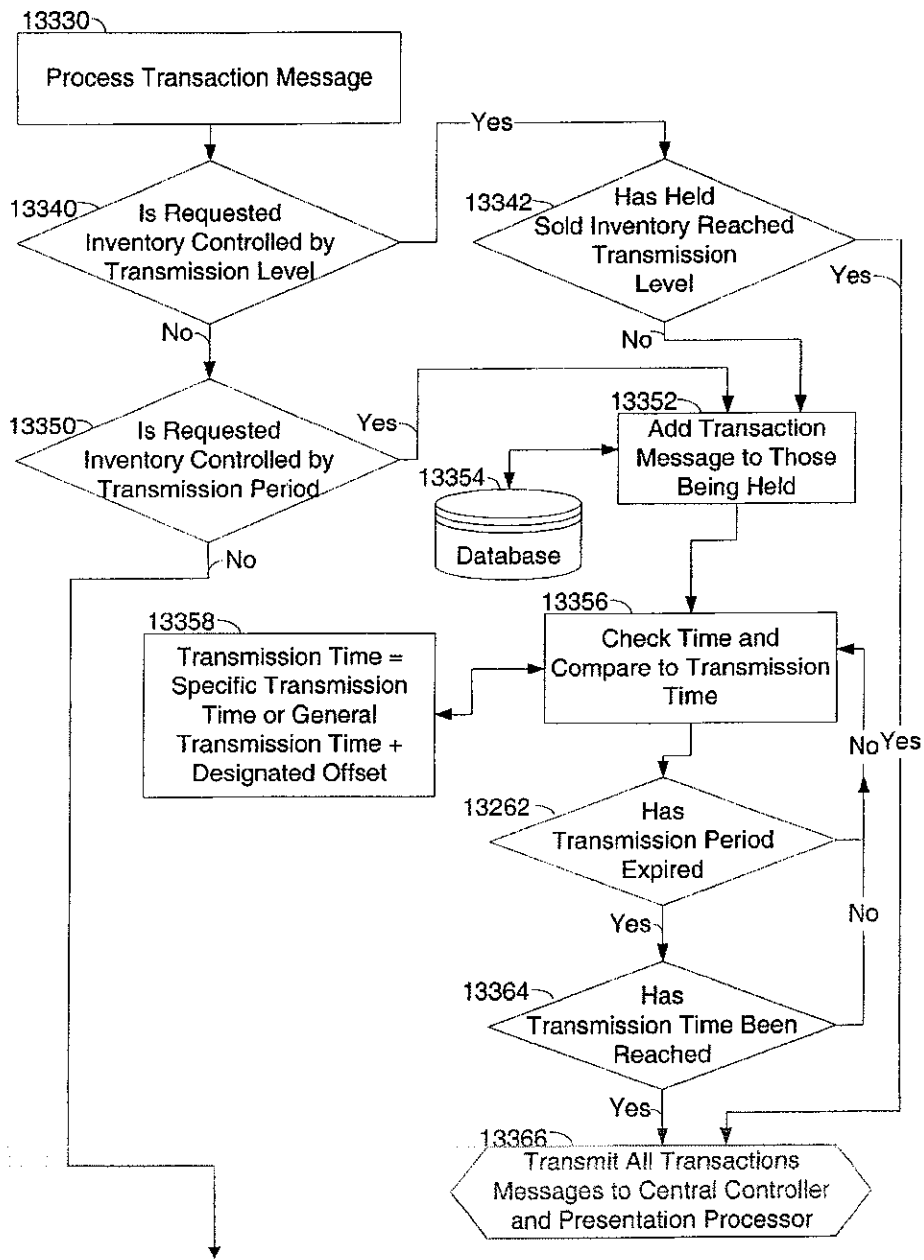 13330
Process Transaction Message
Yes
13340
Is Requested
Inventory Controlled by
Transmission Level
13342
Has Held
Sold Inventory Reached
Transmission
Level
Yes
No
No
13350
Is Requested
Inventory Controlled by
Transmission Period
Yes
13352
Add Transaction
Message to Those
Being Held
13354
Database
No
13358
Transmission Time =
Specific Transmission
Time or General
Transmission Time +
Designated Offset
13356
Check Time and
Compare to Transmission
Time
No
Yes
13262
Has
Transmission Period
Expired
No
Yes
13364
Has
Transmission Time Been
Reached
Yes
13366
Transmit All Transactions
Messages to Central Controller
and Presentation Processor